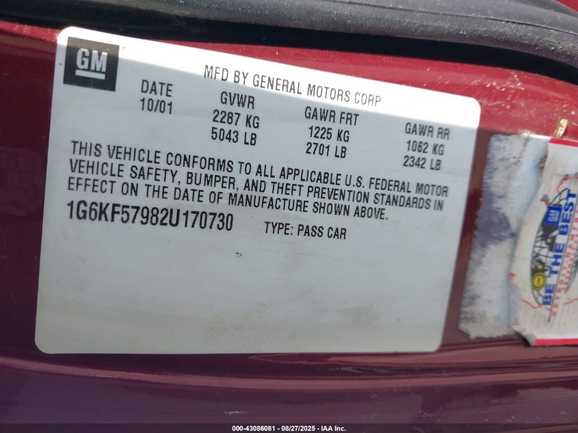 GM
MFD BY GENERAL MOTORS CORP
DATE GVWR GAWR FRT GAWR RR
10/01 2287 KG 1225 KG 1062 KG
5043 LB 2701 LB 2342 LB
THIS VEHICLE CONFORMS TO ALL APPLICABLE U.S. FEDERAL MOTOR
VEHICLE SAFETY, BUMPER, AND THEFT PREVENTION STANDARDS IN
EFFECT ON THE DATE OF MANUFACTURE SHOWN ABOVE.
1G6KF57982U170730 TYPE: PASS CAR
BE THE BEST
000-43086081 - 08/27/2025 - IAA Inc.